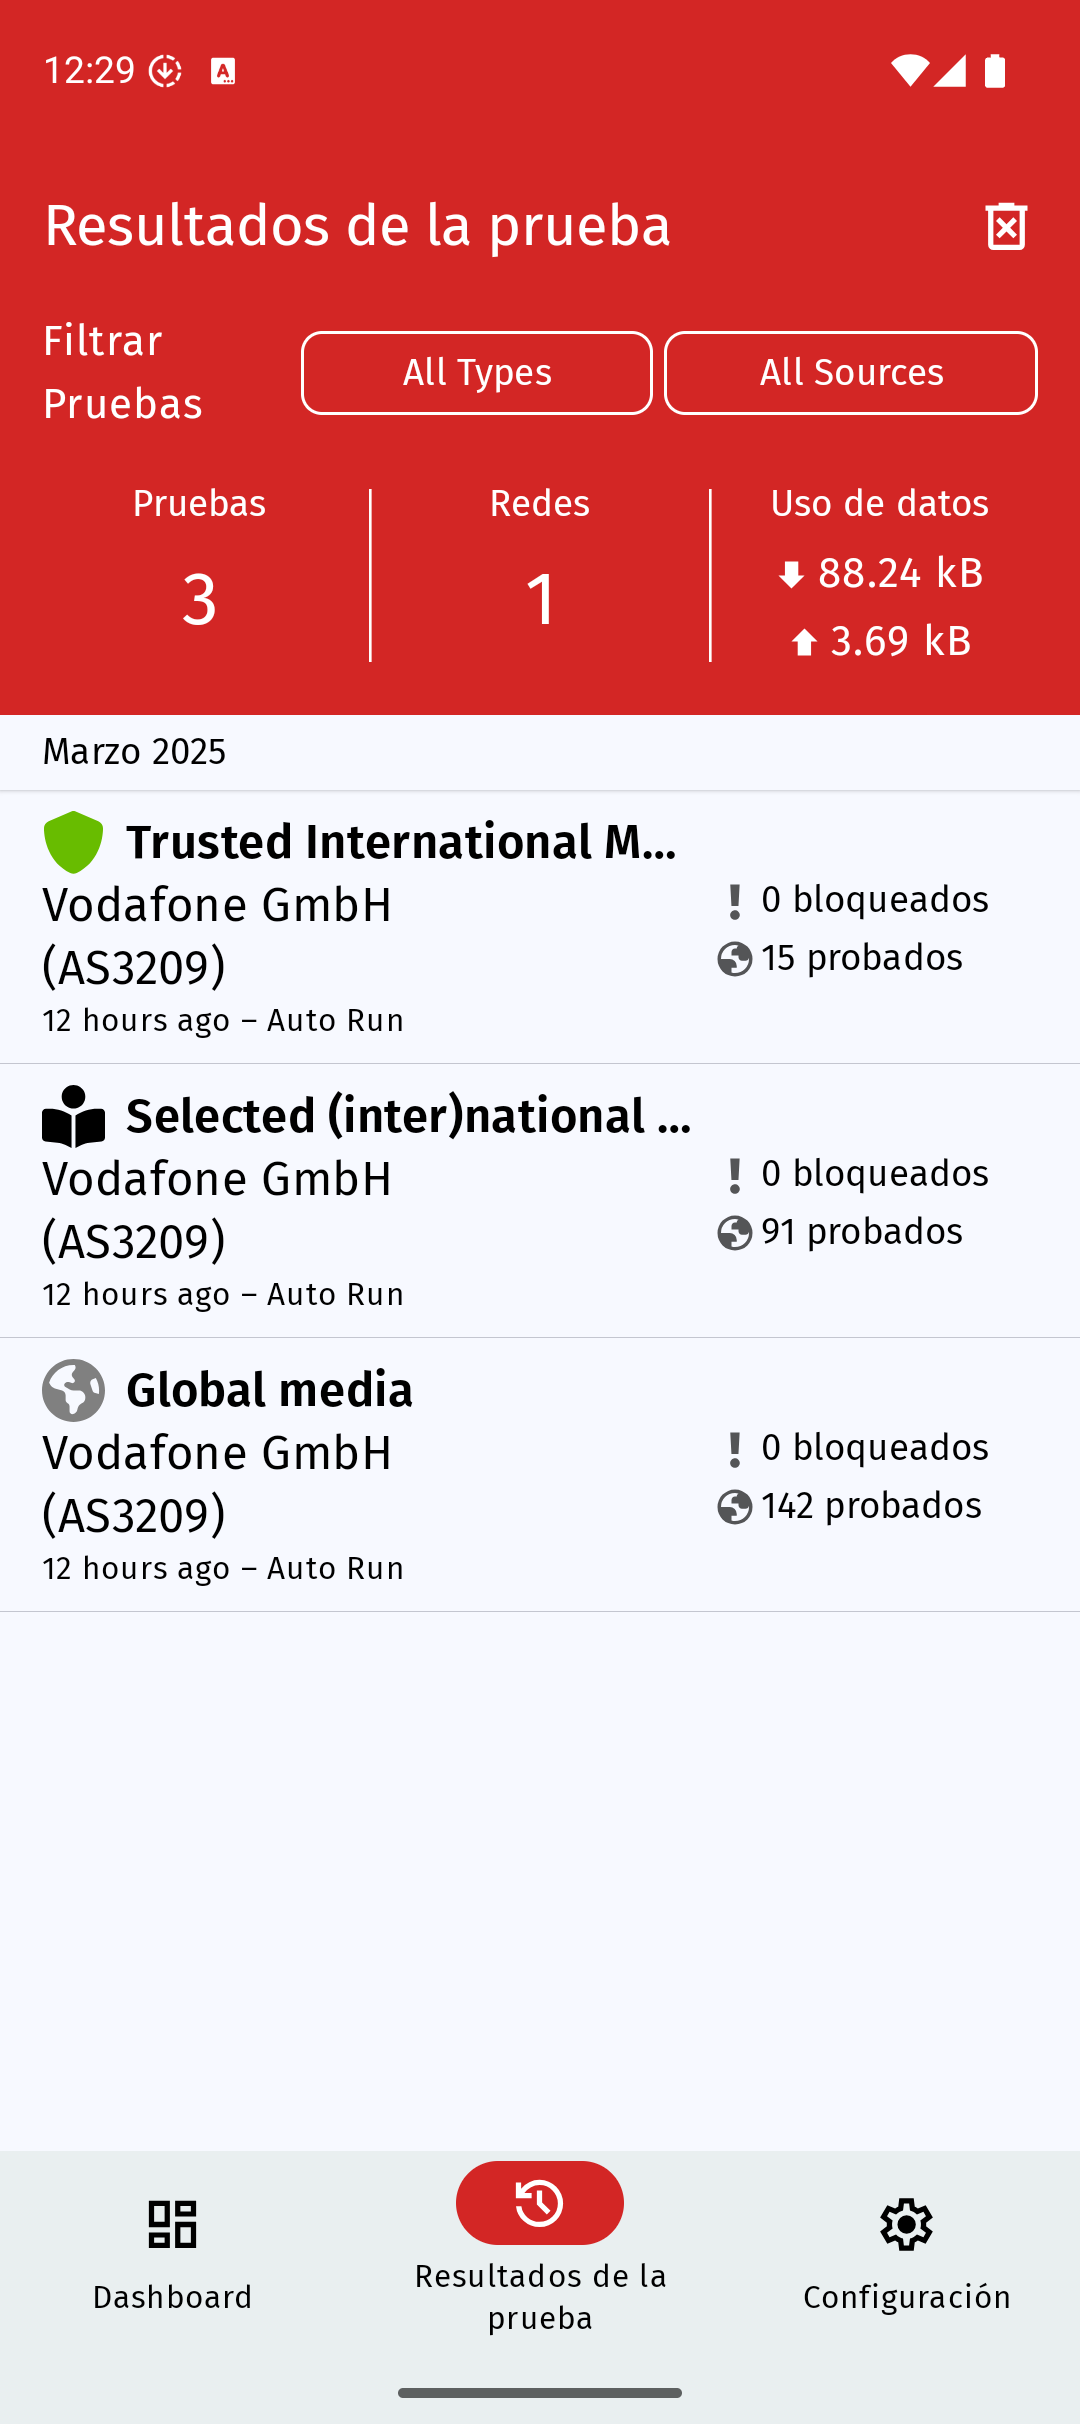 12:29
Resultados de la prueba
Filtrar
Pruebas
All Types
All Sources
Pruebas
3
Redes
1
Uso de datos
88.24 kB
3.69 kB
Marzo 2025
Trusted International M...
Vodafone GmbH
(AS3209)
12 hours ago – Auto Run
0 bloqueados
15 probados
Selected (inter)national ...
Vodafone GmbH
(AS3209)
12 hours ago – Auto Run
0 bloqueados
91 probados
Global media
Vodafone GmbH
(AS3209)
12 hours ago – Auto Run
0 bloqueados
142 probados
Dashboard
Resultados de la
prueba
Configuración